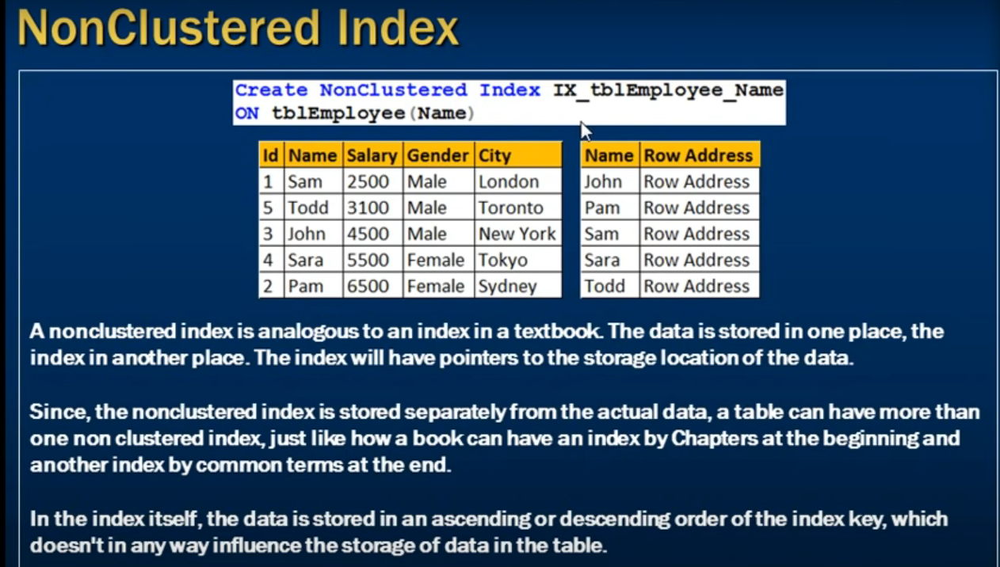 NonClustered Index
Create NonClustered Index IX_tblEmployee_Name
ON tblEmployee(Name)
Id Name Salary Gender City
1 Sam 2500 Male London
5 Todd 3100 Male Toronto
3 John 4500 Male New York
4 Sara 5500 Female Tokyo
2 Pam 6500 Female Sydney
Name Row Address
John Row Address
Pam Row Address
Sam Row Address
Sara Row Address
Todd Row Address
A nonclustered index is analogous to an index in a textbook. The data is stored in one place, the
index in another place. The index will have pointers to the storage location of the data.
Since, the nonclustered index is stored separately from the actual data, a table can have more than
one non clustered index, just like how a book can have an index by Chapters at the beginning and
another index by common terms at the end.
In the index itself, the data is stored in an ascending or descending order of the index key, which
doesn't in any way influence the storage of data in the table.